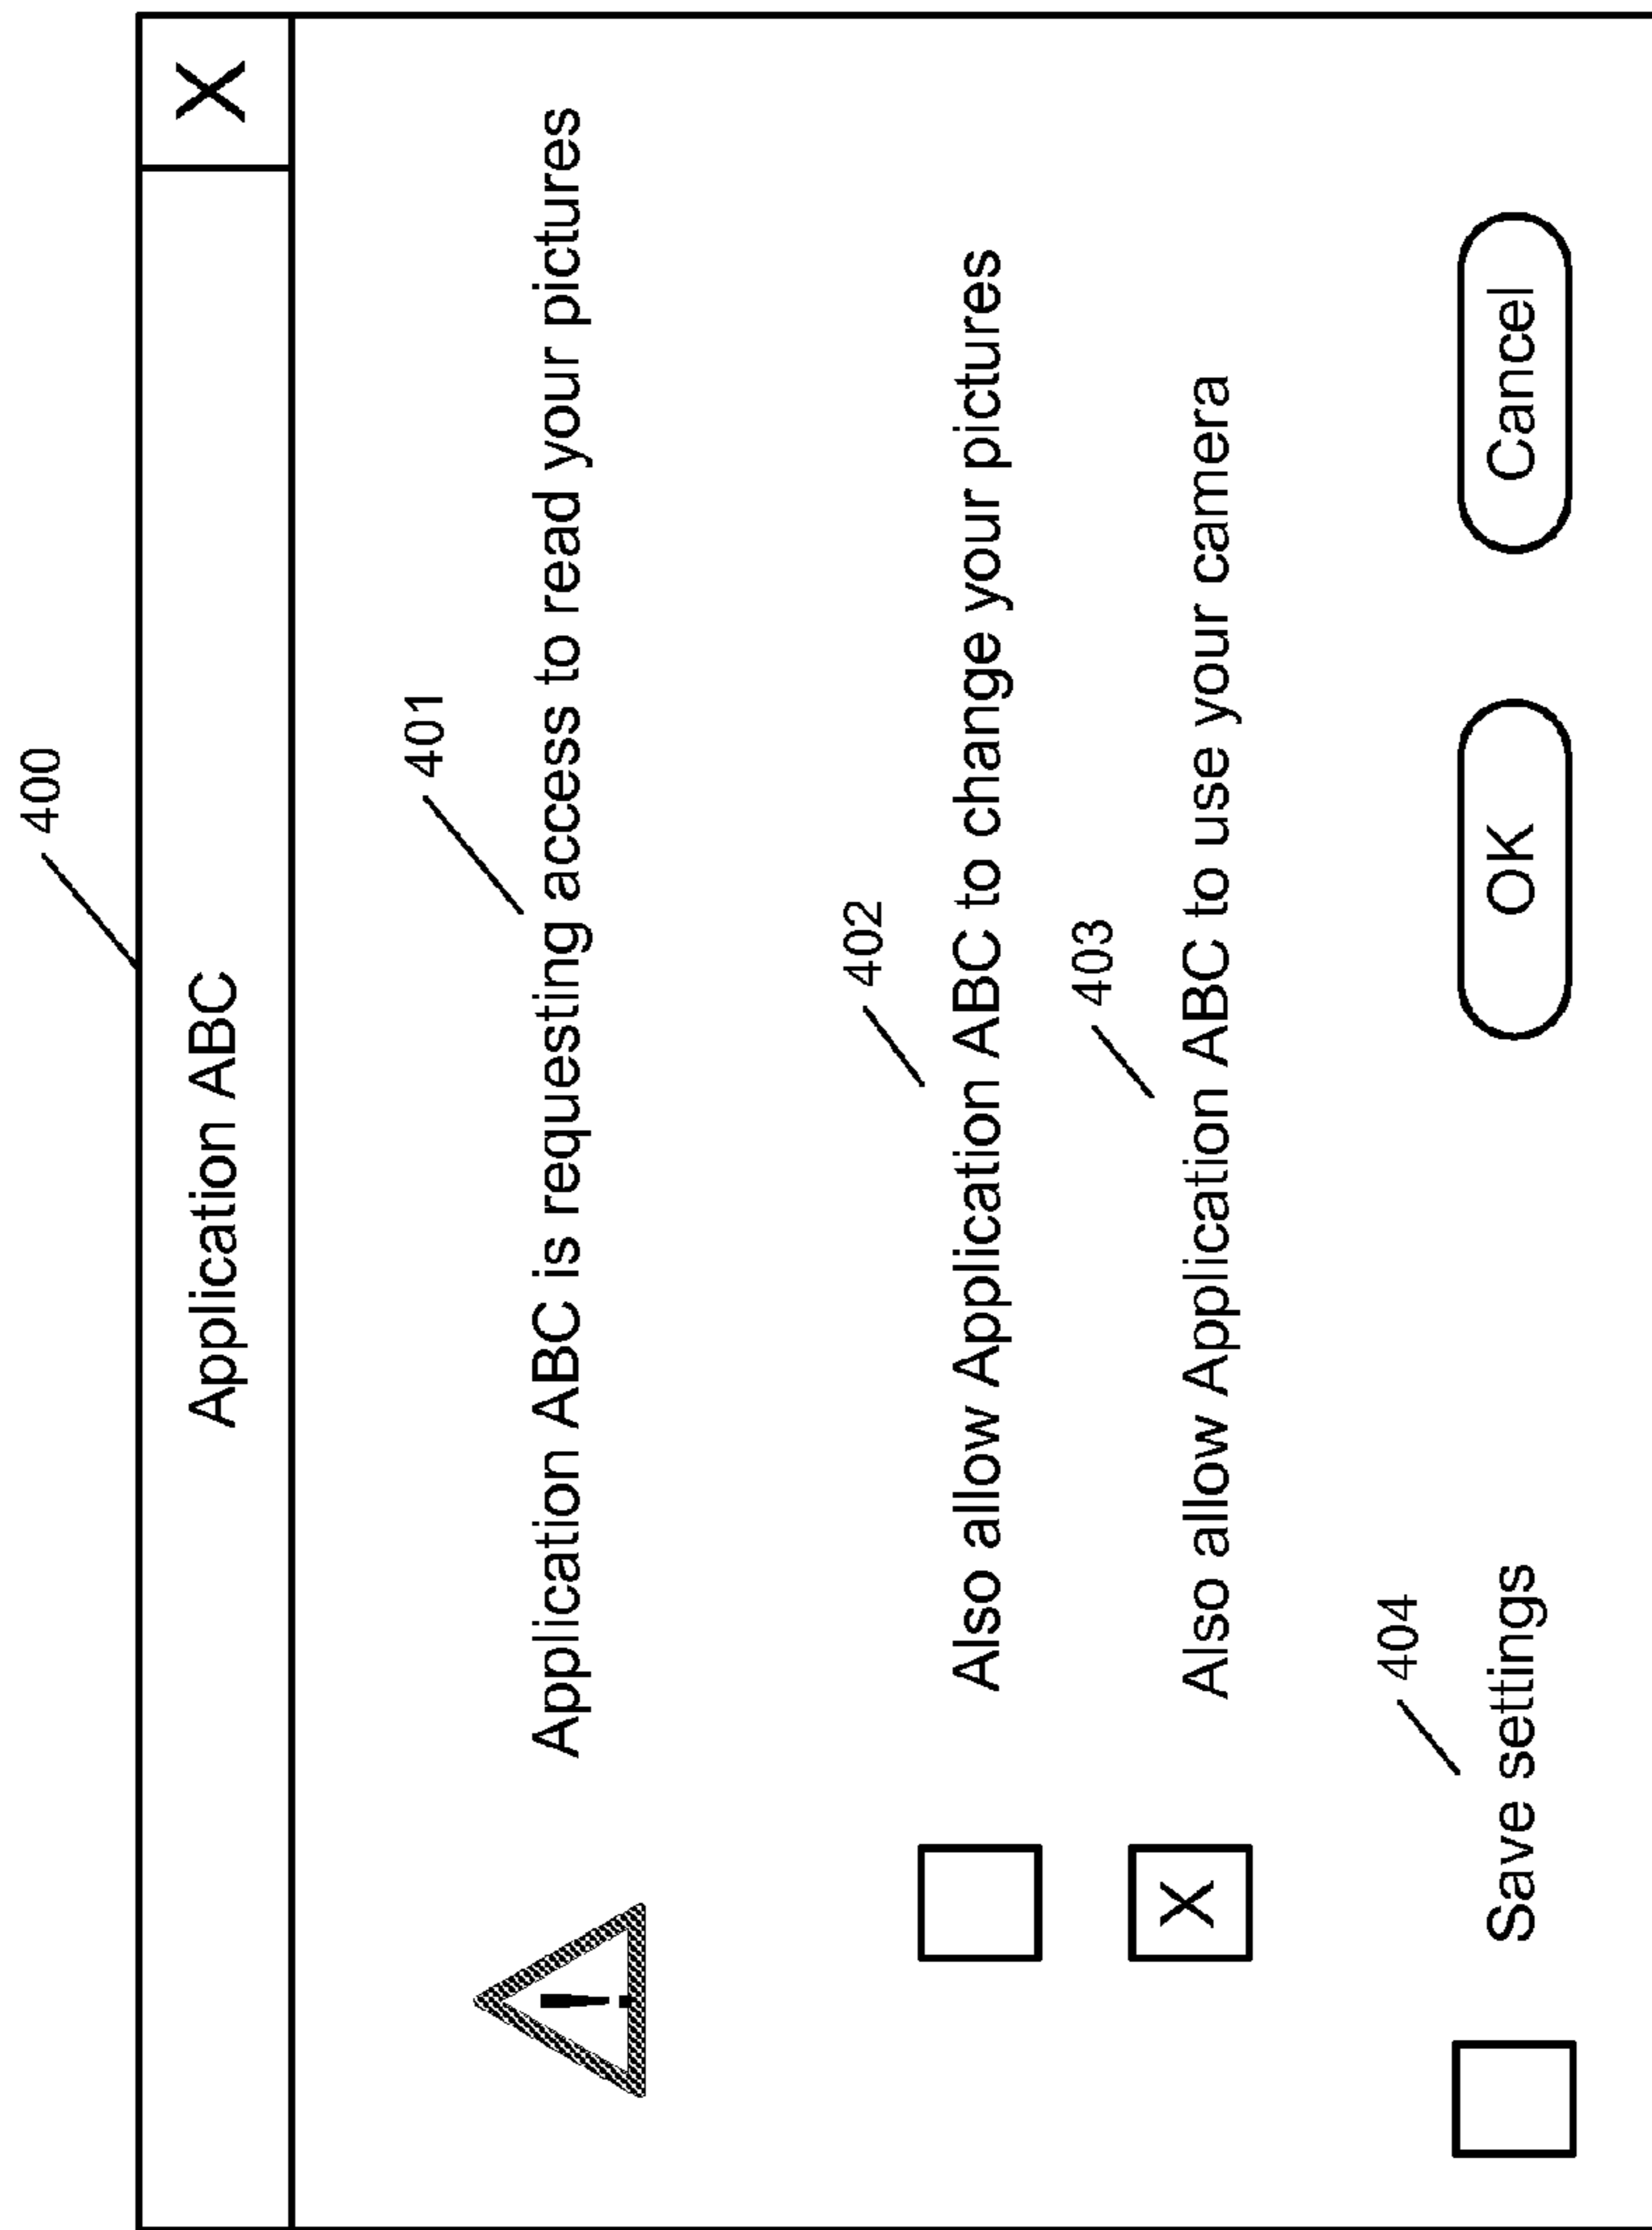 400
Application ABC
X
401
Application ABC is requesting access to read your pictures
402
Also allow Application ABC to change your pictures
403
X Also allow Application ABC to use your camera
404
Save settings
OK
Cancel